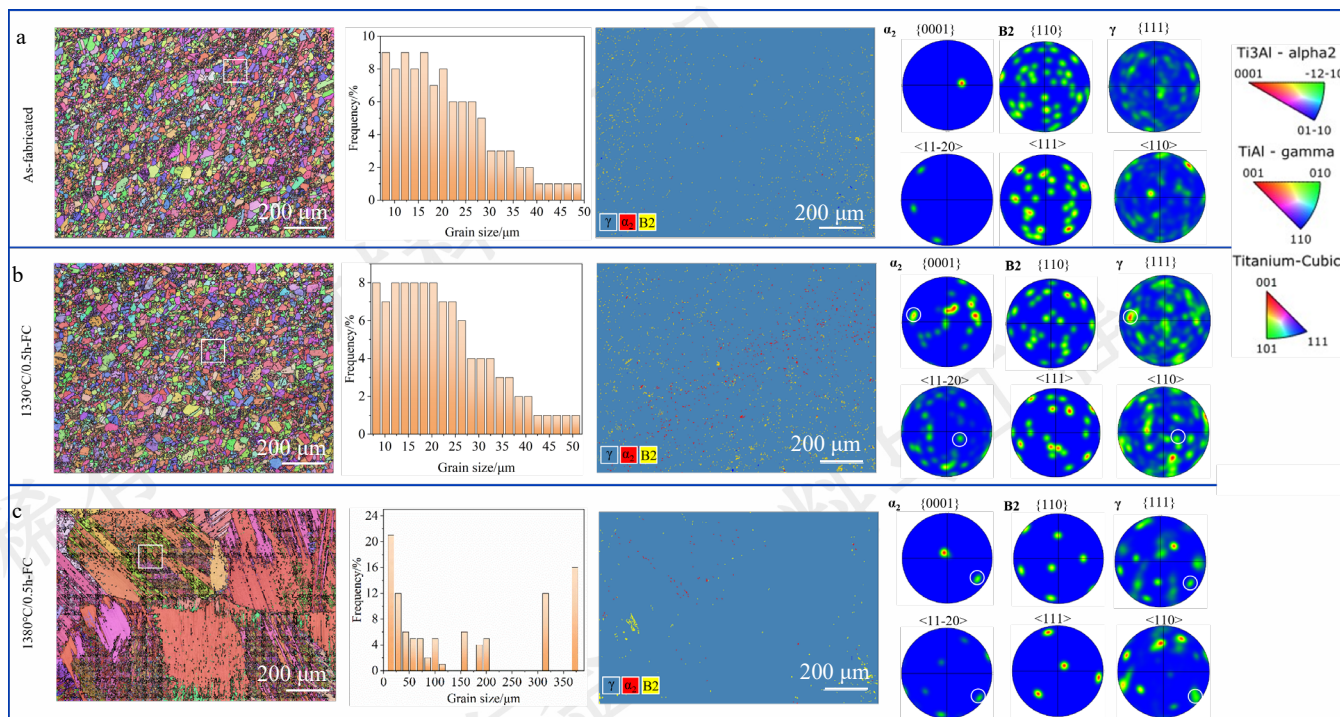 a
As-fabricated
200 μm
Frequency/%
10
8
6
4
2
0
10 15 20 25 30 35 40 45 50
Grain size/μm
γ α₂ B2
200 μm
α₂ {0001} B2 {110} γ {111}
<11-20> <111> <110>
Ti3Al - alpha2
0001 -12-10
01-10
TiAl - gamma
001 010
110
Titanium-Cubic
001
101 111
b
1330°C/0.5h-FC
200 μm
Frequency/%
8
6
4
2
0
10 15 20 25 30 35 40 45 50
Grain size/μm
γ α₂ B2
200 μm
α₂ {0001} B2 {110} γ {111}
<11-20> <111> <110>
c
1380°C/0.5h-FC
200 μm
Frequency/%
24
20
16
12
8
4
0
0 50 100 150 200 250 300 350
Grain size/μm
γ α₂ B2
200 μm
α₂ {0001} B2 {110} γ {111}
<11-20> <111> <110>